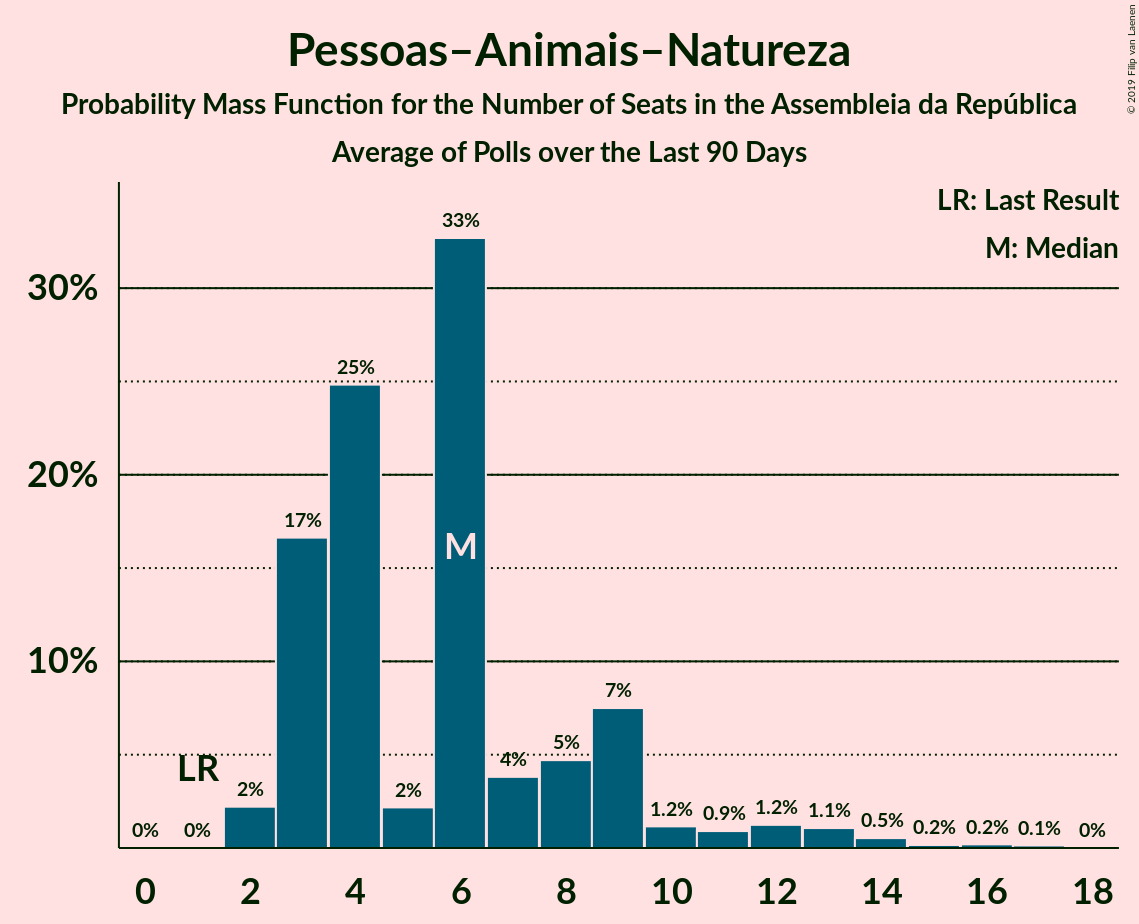 Pessoas–Animais–Natureza
Probability Mass Function for the Number of Seats in the Assembleia da República
Average of Polls over the Last 90 Days
© 2019 Filip van Laenen
LR: Last Result
M: Median
30%
20%
10%
0%
0%
LR
2%
17%
25%
2%
33%
M
4%
5%
7%
1.2%
0.9%
1.2%
1.1%
0.5%
0.2%
0.2%
0.1%
0%
0 2 4 6 8 10 12 14 16 18